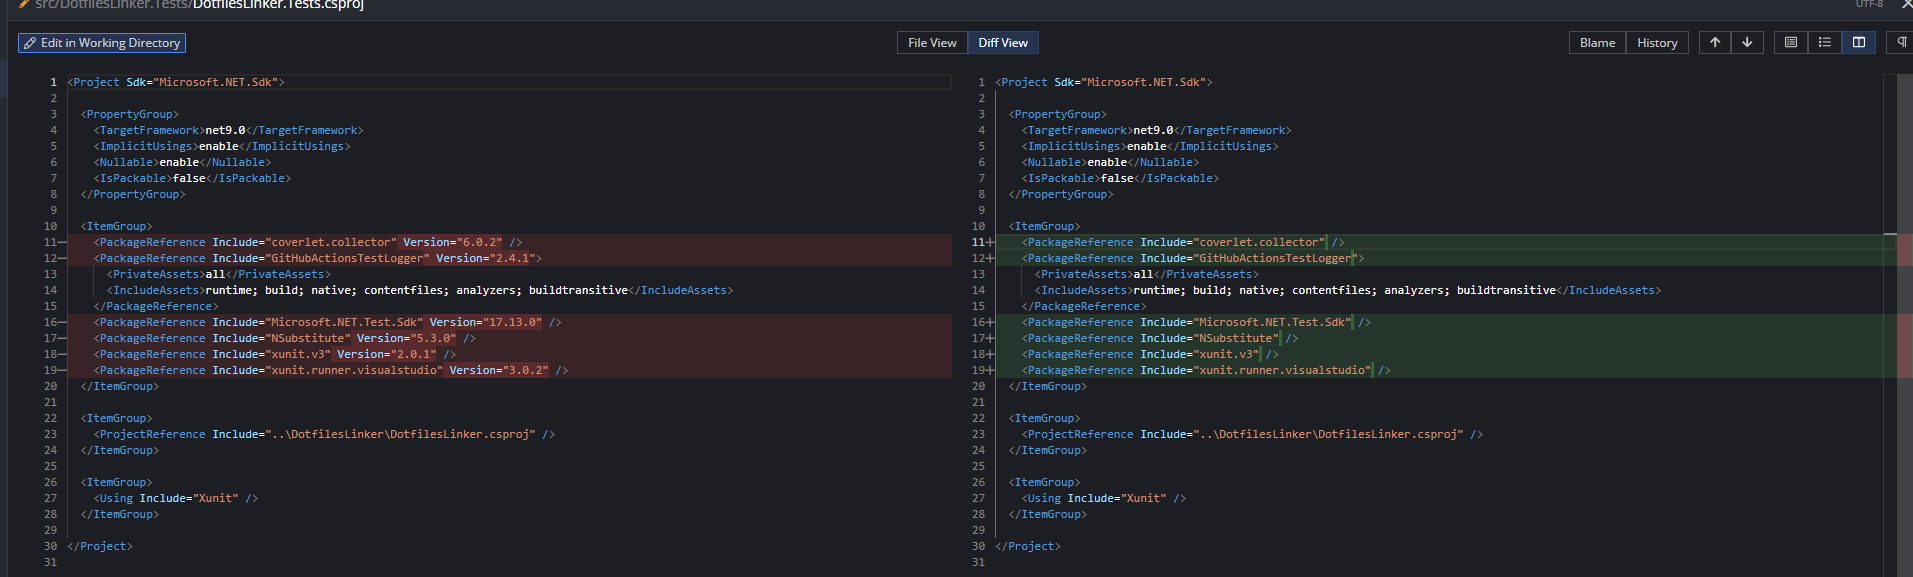 src/DotfilesLinker.Tests/DotfilesLinker.Tests.csproj UTF-8
Edit in Working Directory File View Diff View Blame History
1 <Project Sdk="Microsoft.NET.Sdk">
2
3 <PropertyGroup>
4 <TargetFramework>net9.0</TargetFramework>
5 <ImplicitUsings>enable</ImplicitUsings>
6 <Nullable>enable</Nullable>
7 <IsPackable>false</IsPackable>
8 </PropertyGroup>
9
10 <ItemGroup>
11— <PackageReference Include="coverlet.collector" Version="6.0.2" />
12— <PackageReference Include="GitHubActionsTestLogger" Version="2.4.1">
13 <PrivateAssets>all</PrivateAssets>
14 <IncludeAssets>runtime; build; native; contentfiles; analyzers; buildtransitive</IncludeAssets>
15 </PackageReference>
16— <PackageReference Include="Microsoft.NET.Test.Sdk" Version="17.13.0" />
17— <PackageReference Include="NSubstitute" Version="5.3.0" />
18— <PackageReference Include="xunit.v3" Version="2.0.1" />
19— <PackageReference Include="xunit.runner.visualstudio" Version="3.0.2" />
20 </ItemGroup>
21
22 <ItemGroup>
23 <ProjectReference Include="..\DotfilesLinker\DotfilesLinker.csproj" />
24 </ItemGroup>
25
26 <ItemGroup>
27 <Using Include="Xunit" />
28 </ItemGroup>
29
30 </Project>
31
1 <Project Sdk="Microsoft.NET.Sdk">
2
3 <PropertyGroup>
4 <TargetFramework>net9.0</TargetFramework>
5 <ImplicitUsings>enable</ImplicitUsings>
6 <Nullable>enable</Nullable>
7 <IsPackable>false</IsPackable>
8 </PropertyGroup>
9
10 <ItemGroup>
11+ <PackageReference Include="coverlet.collector" />
12+ <PackageReference Include="GitHubActionsTestLogger">
13 <PrivateAssets>all</PrivateAssets>
14 <IncludeAssets>runtime; build; native; contentfiles; analyzers; buildtransitive</IncludeAssets>
15 </PackageReference>
16+ <PackageReference Include="Microsoft.NET.Test.Sdk" />
17+ <PackageReference Include="NSubstitute" />
18+ <PackageReference Include="xunit.v3" />
19+ <PackageReference Include="xunit.runner.visualstudio" />
20 </ItemGroup>
21
22 <ItemGroup>
23 <ProjectReference Include="..\DotfilesLinker\DotfilesLinker.csproj" />
24 </ItemGroup>
25
26 <ItemGroup>
27 <Using Include="Xunit" />
28 </ItemGroup>
29
30 </Project>
31